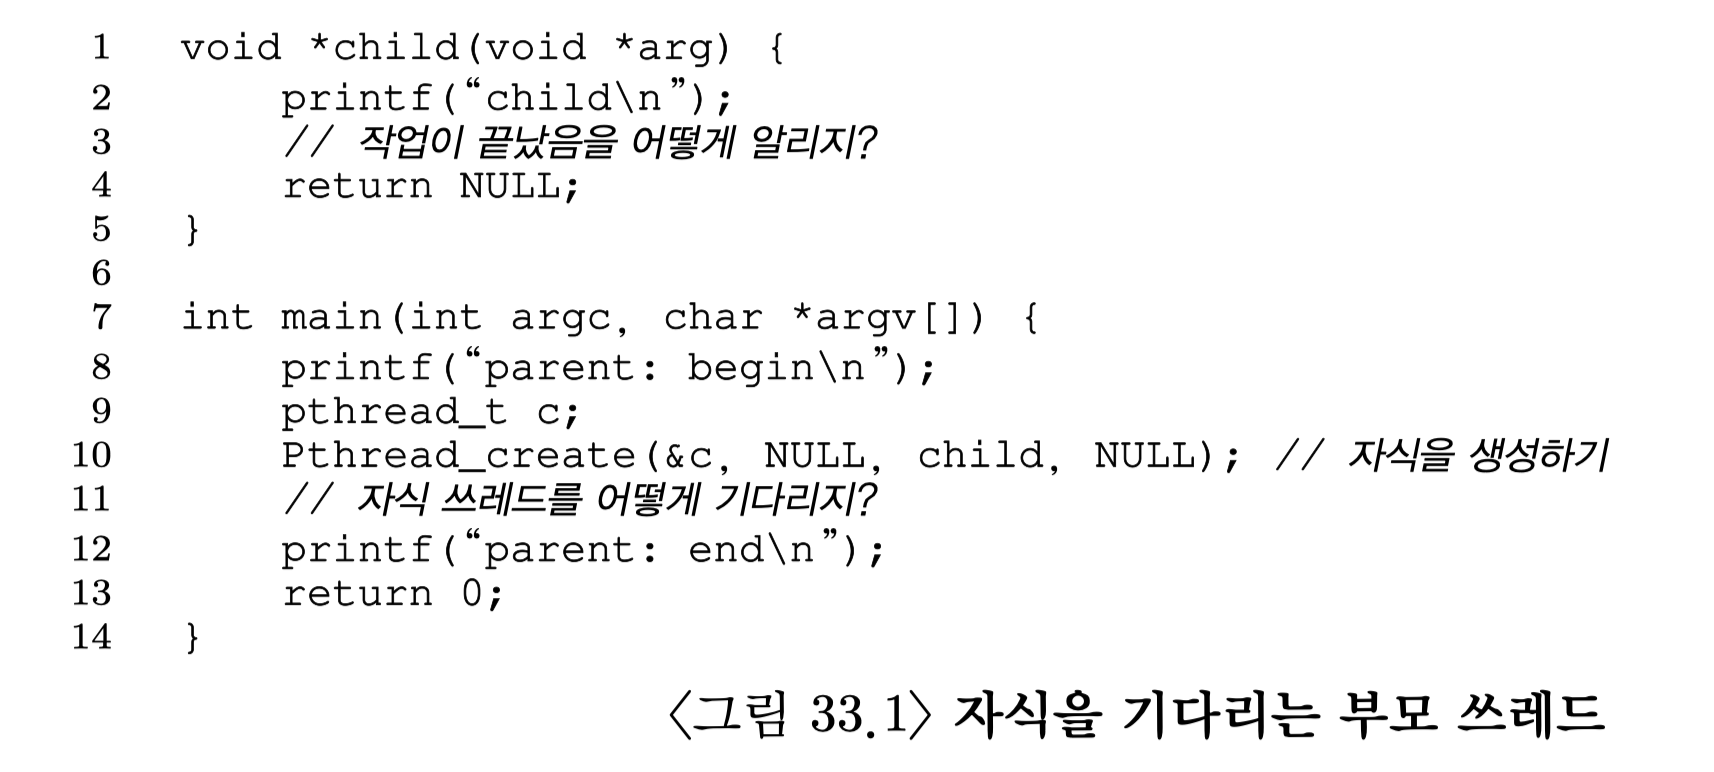 1 void *child(void *arg) {
2 printf(“child\n”);
3 // 작업이 끝났음을 어떻게 알리지?
4 return NULL;
5 }
6
7 int main(int argc, char *argv[]) {
8 printf(“parent: begin\n”);
9 pthread_t c;
10 Pthread_create(&c, NULL, child, NULL); // 자식을 생성하기
11 // 자식 쓰레드를 어떻게 기다리지?
12 printf(“parent: end\n”);
13 return 0;
14 }
〈그림 33.1〉 자식을 기다리는 부모 쓰레드